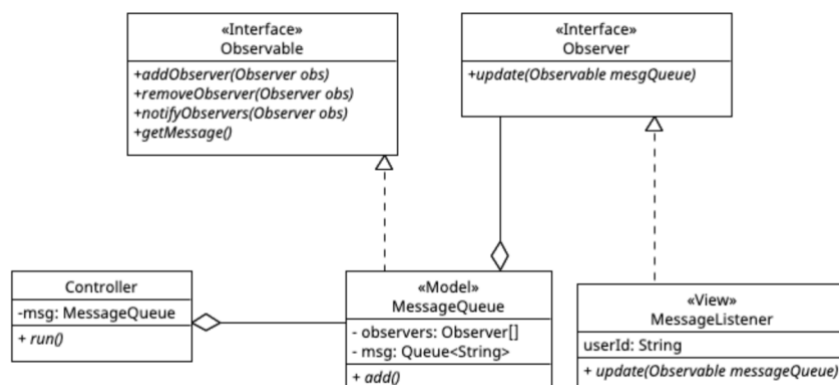 «Interface»
Observable
+addObserver(Observer obs)
+removeObserver(Observer obs)
+notifyObservers(Observer obs)
+getMessage()
«Interface»
Observer
+update(Observable mesgQueue)
Controller
-msg: MessageQueue
+ run()
«Model»
MessageQueue
- observers: Observer[]
- msg: Queue<String>
+ add()
«View»
MessageListener
userId: String
+ update(Observable messageQueue)